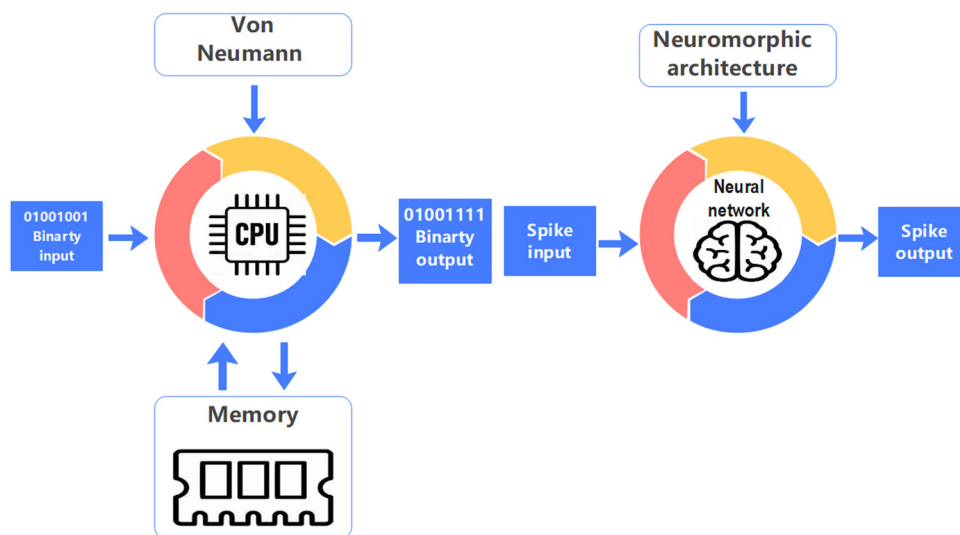 Von
Neumann
01001001
Binarty
input
CPU
01001111
Binarty
output
Memory
Neuromorphic
architecture
Spike
input
Neural
network
Spike
output